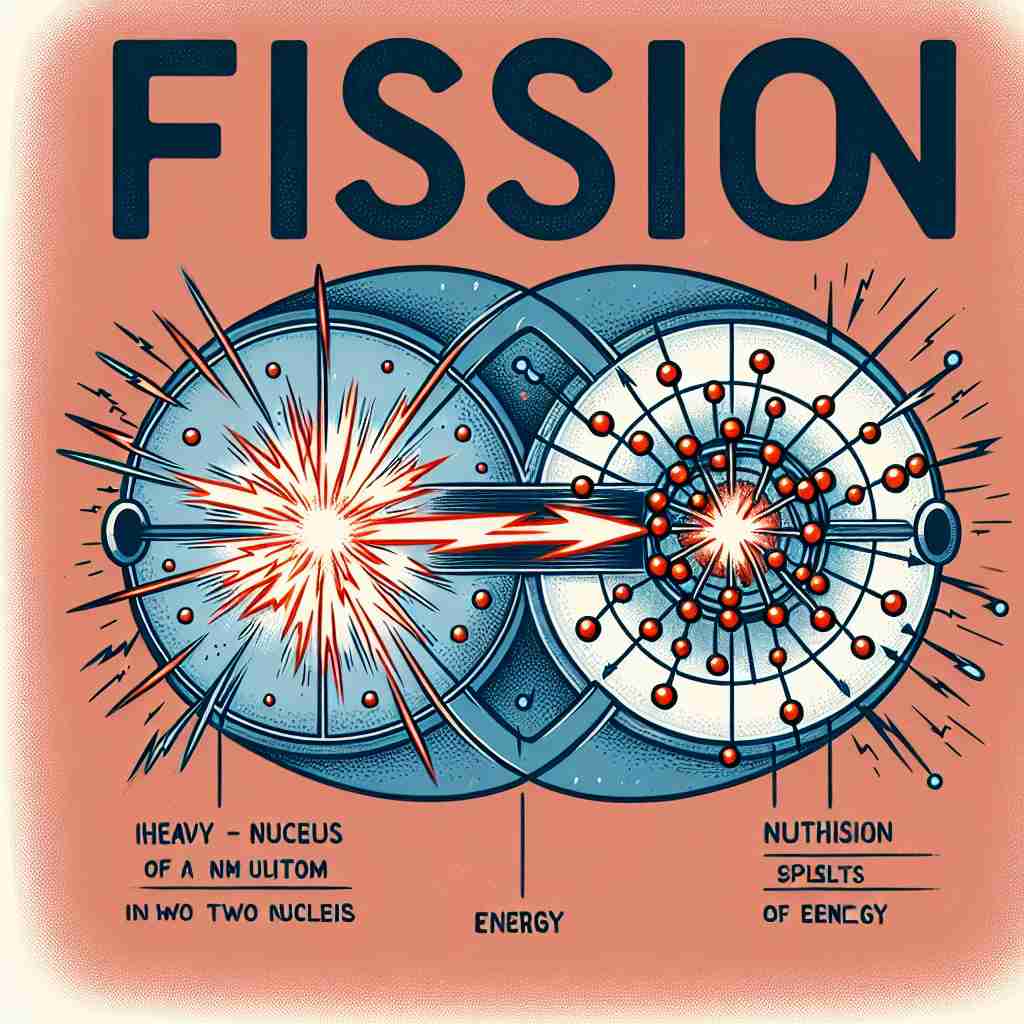 FISSION
IHEAVY - NUCEUS
OF A NM ULITOM
IN WO TWO NUCLEIS
ENERGY
NUTHISION
SPLSLTS
OF EENCGY